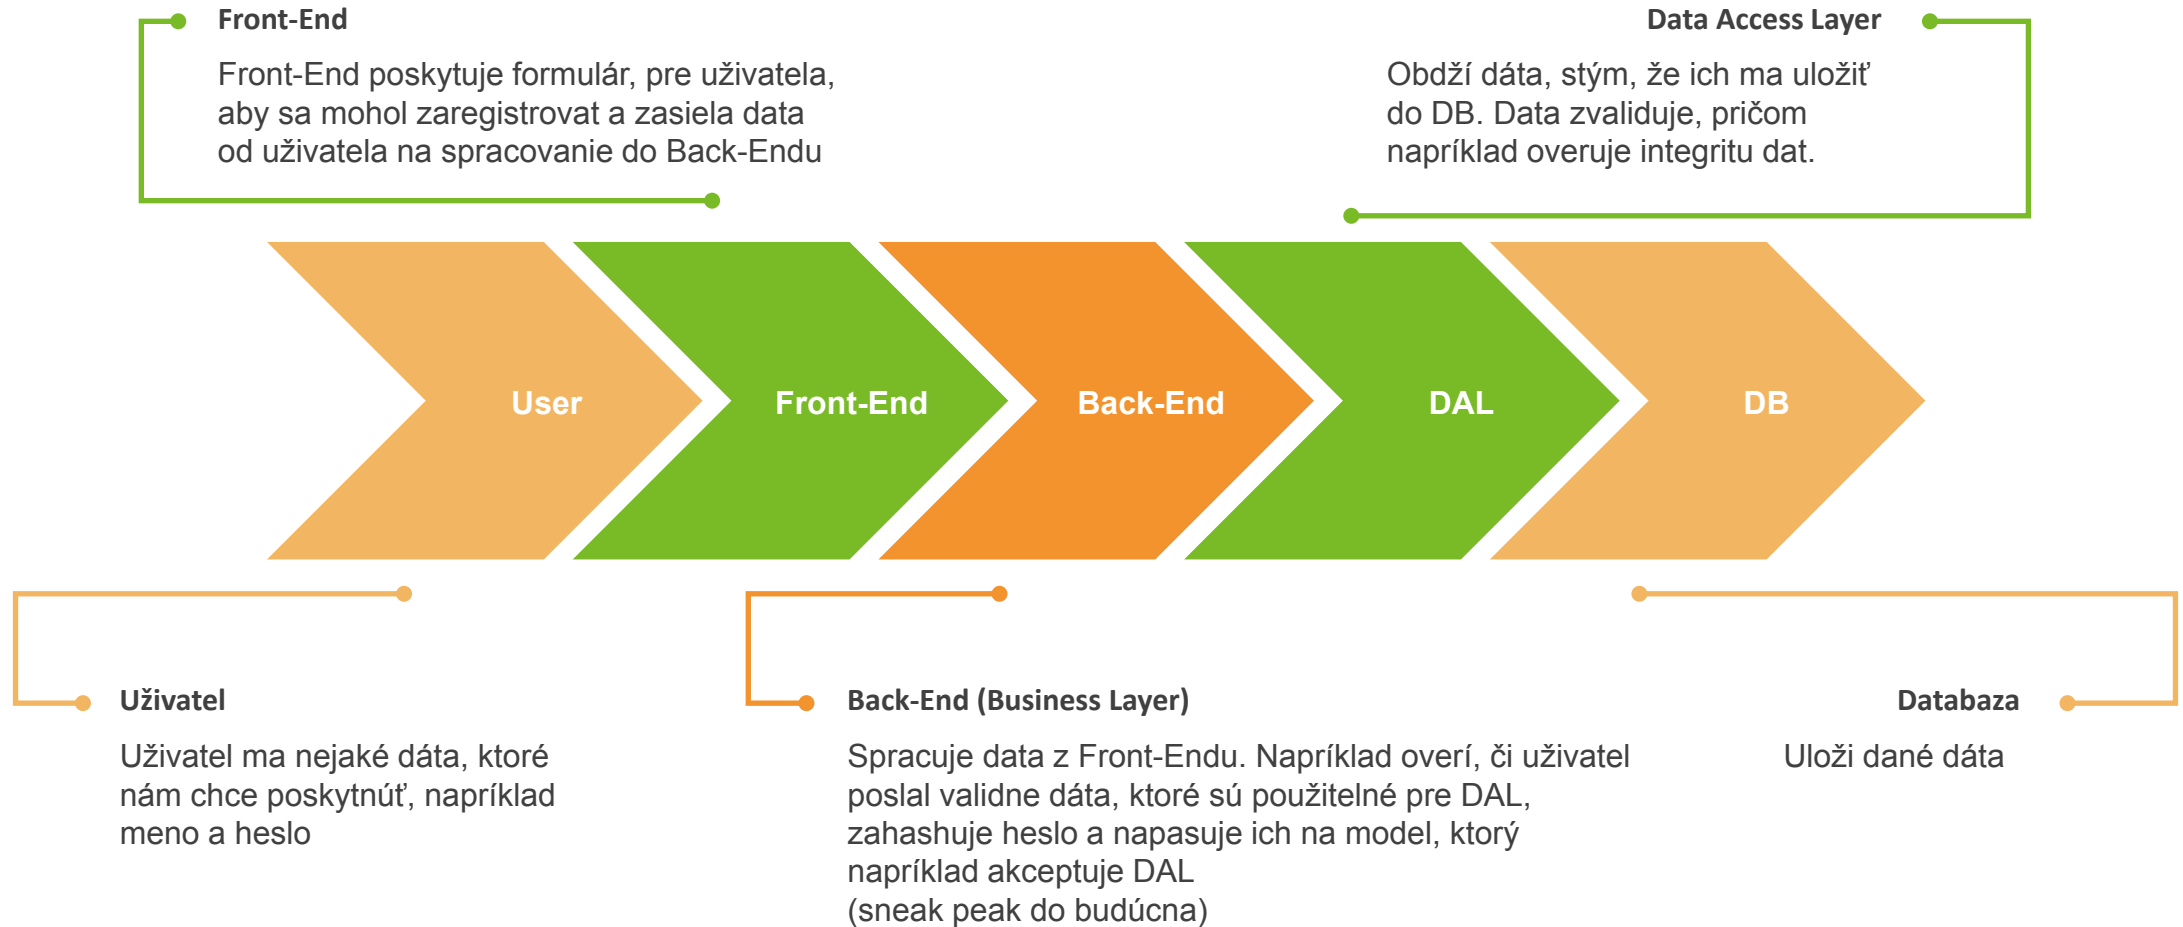 Front-End
Front-End poskytuje formulár, pre uživatela,
aby sa mohol zaregistrovat a zasiela data
od uživatela na spracovanie do Back-Endu
Data Access Layer
Obdží dáta, stým, že ich ma uložiť
do DB. Data zvaliduje, pričom
napríklad overuje integritu dat.
User
Front-End
Back-End
DAL
DB
Uživatel
Uživatel ma nejaké dáta, ktoré
nám chce poskytnúť, napríklad
meno a heslo
Back-End (Business Layer)
Spracuje data z Front-Endu. Napríklad overí, či uživatel
poslal validne dáta, ktoré sú použitelné pre DAL,
zahashuje heslo a napasuje ich na model, ktorý
napríklad akceptuje DAL
(sneak peak do budúcna)
Databaza
Uloži dané dáta